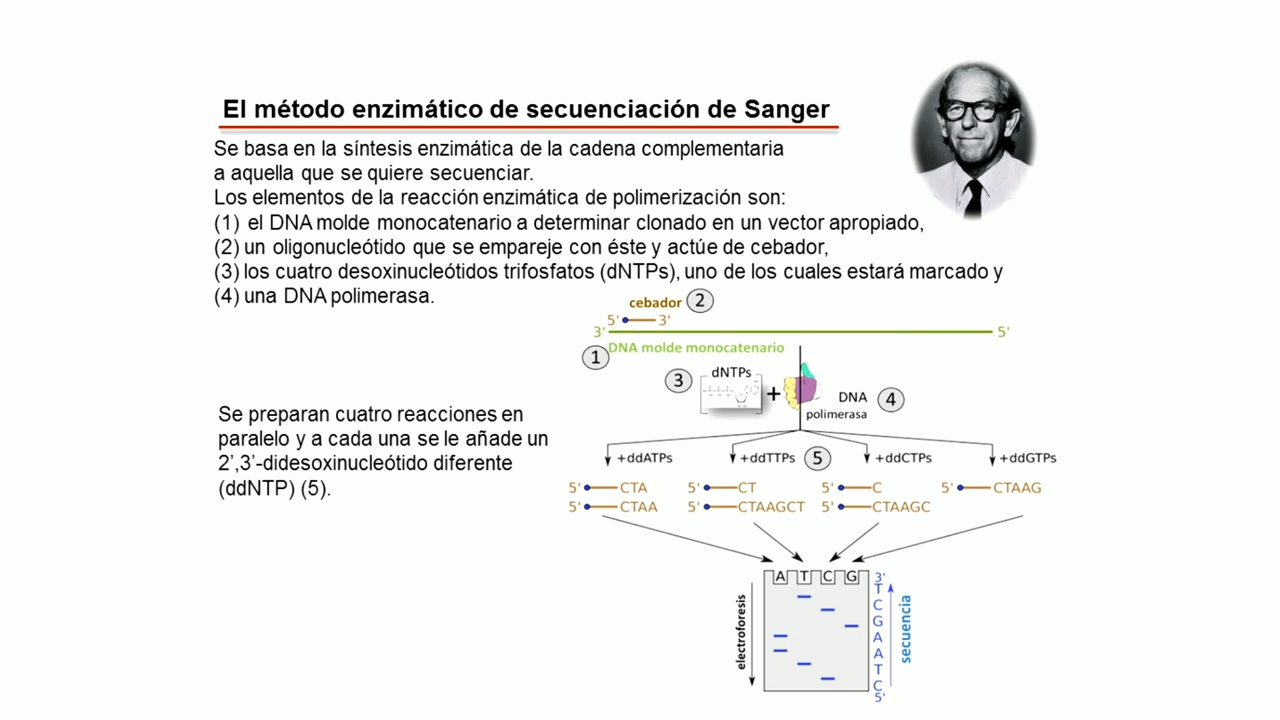 El método enzimático de secuenciación de Sanger
Se basa en la síntesis enzimática de la cadena complementaria
a aquella que se quiere secuenciar.
Los elementos de la reacción enzimática de polimerización son:
(1) el DNA molde monocatenario a determinar clonado en un vector apropiado,
(2) un oligonucleótido que se empareje con éste y actúe de cebador,
(3) los cuatro desoxinucleótidos trifosfatos (dNTPs), uno de los cuales estará marcado y
(4) una DNA polimerasa.
cebador 2
5' 3'
3' 5'
1 DNA molde monocatenario
3 dNTPs + DNA polimerasa 4
Se preparan cuatro reacciones en
paralelo y a cada una se le añade un
2',3'-didesoxinucleótido diferente
(ddNTP) (5).
+ddATPs +ddTTPs 5 +ddCTPs +ddGTPs
5' CTA 5' CT 5' C 5' CTAAG
5' CTAA 5' CTAAGCT 5' CTAAGC
A T C G
3'
T
C
G
A
A
T
C
5'
electroforesis
secuencia